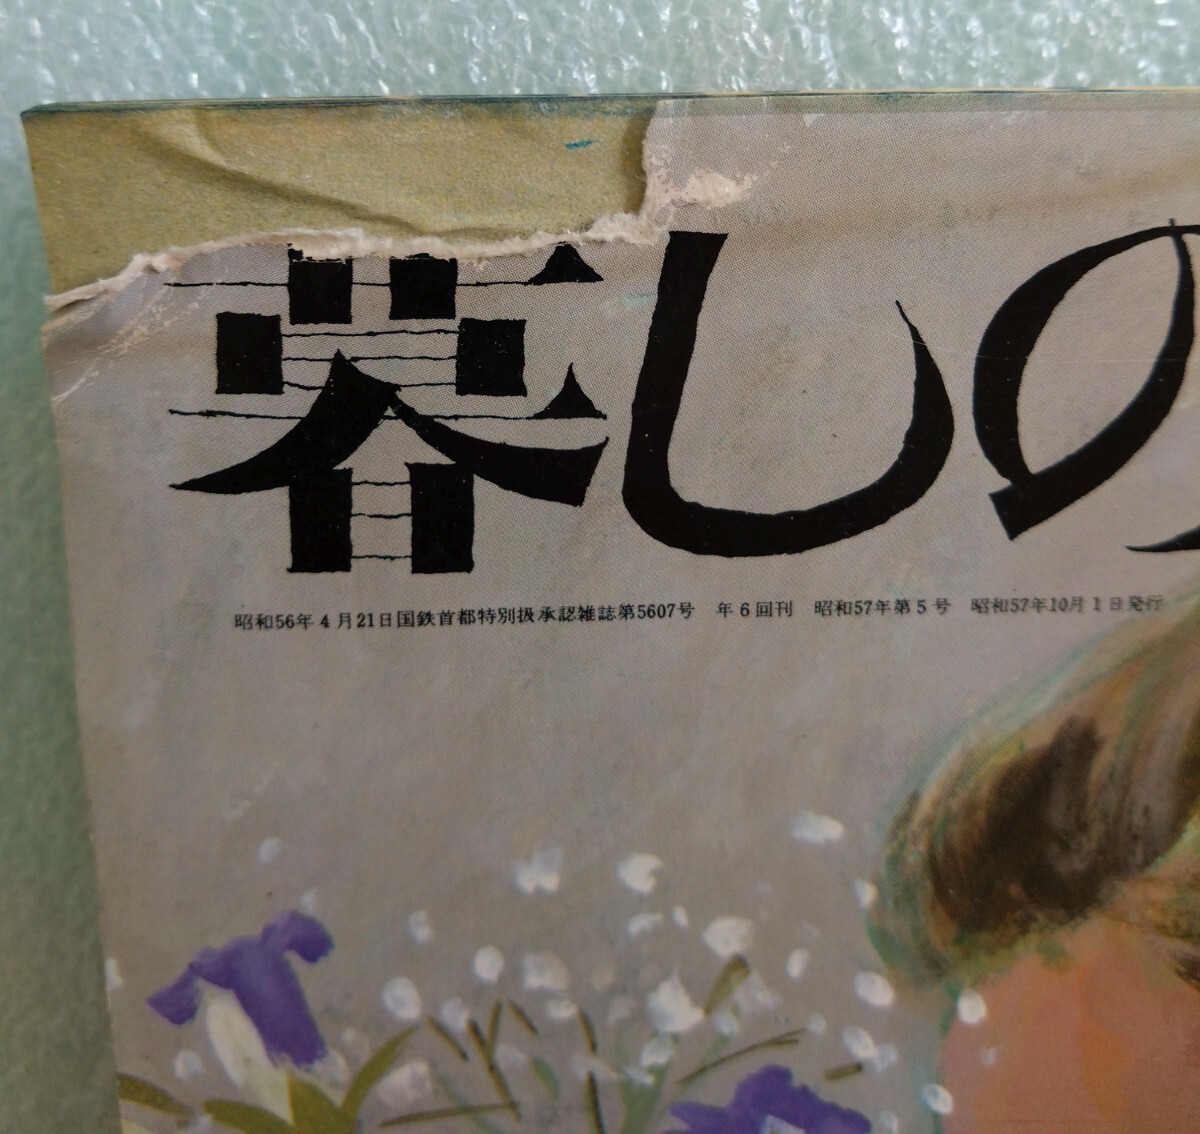 暮しの
昭和56年4月21日国鉄首都特別扱承認雑誌第5607号　年6回刊　昭和57年第5号　昭和57年10月1日発行